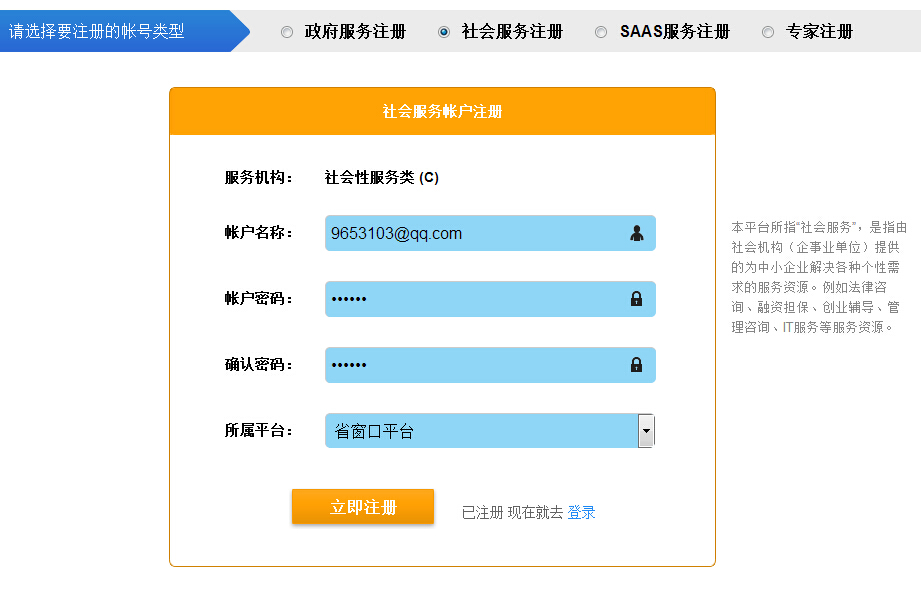 请选择要注册的帐号类型
政府服务注册
社会服务注册
SAAS服务注册
专家注册
社会服务帐户注册
服务机构： 社会性服务类 (C)
帐户名称： 9653103@qq.com
帐户密码： ••••••
确认密码： ••••••
所属平台： 省窗口平台
立即注册
已注册 现在就去 登录
本平台所指“社会服务”，是指由
社会机构（企事业单位）提供
的为中小企业解决各种个性需
求的服务资源。例如法律咨
询、融资担保、创业辅导、管
理咨询、IT服务等服务资源。